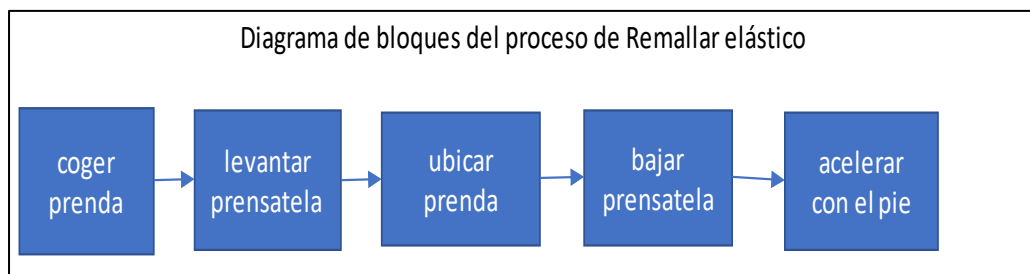 Diagrama de bloques del proceso de Remallar elástico
coger
prenda
levantar
prensatela
ubicar
prenda
bajar
prensatela
acelerar
con el pie